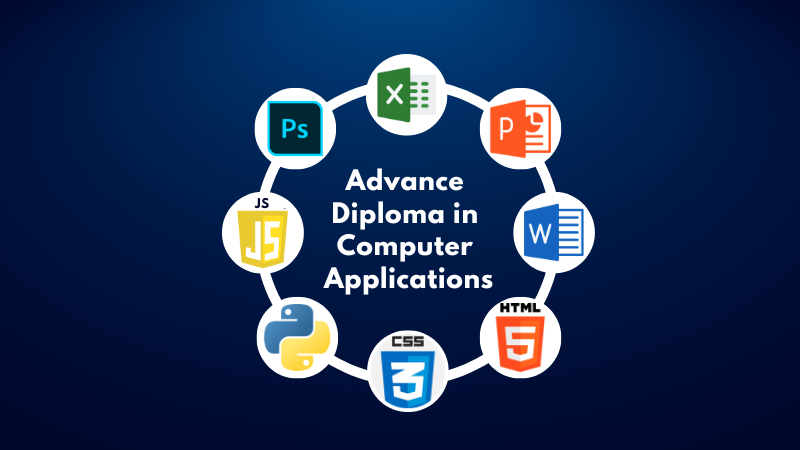 X
Ps
P
Advance
JS
Diploma in
JS
W
Computer
Applications
HTML
5
CSS
3